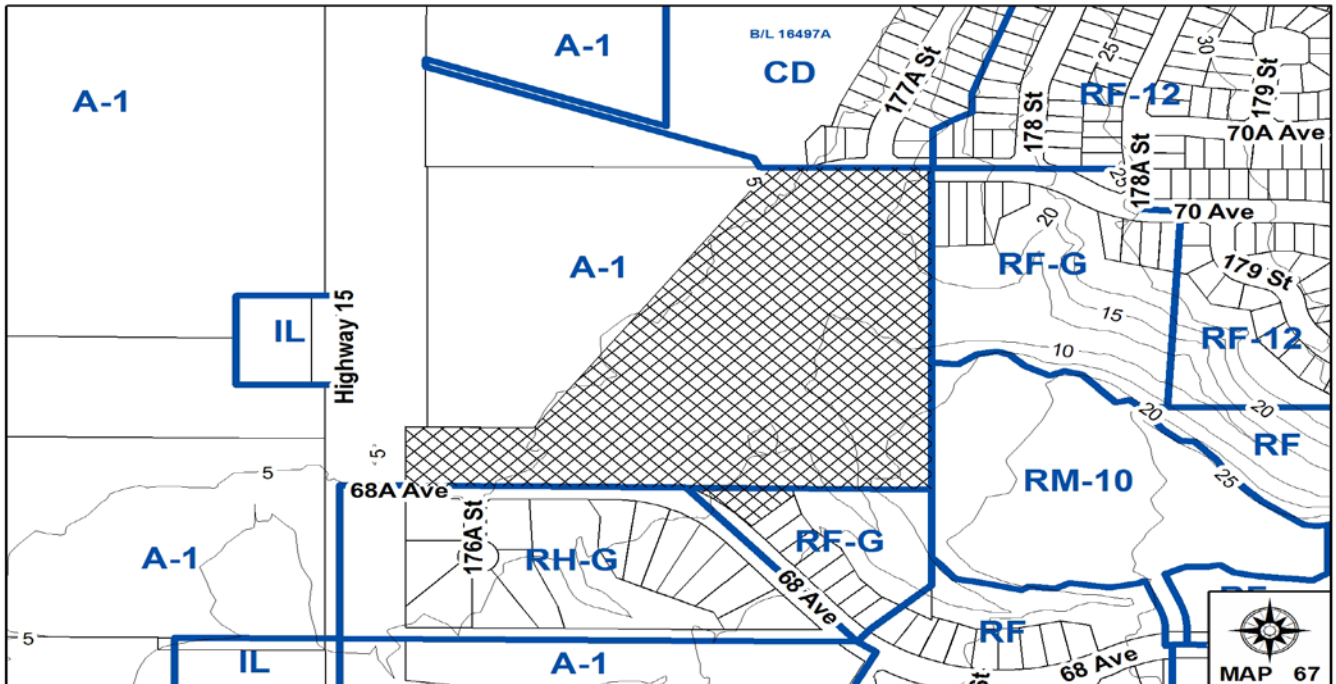 B/L 16497A
A-1
CD
A-1
177A St
25
30
179 St
RF-12
178 St
70A Ave
178A St
5
70 Ave
20
RF-G
A-1
179 St
Highway 15
IL
15
RF-12
10
20
20
RF
5
5
25
RM-10
68A Ave
176A St
RF-G
A-1
RH-G
68 Ave
RF
5
IL
A-1
68 Ave
St
MAP 67